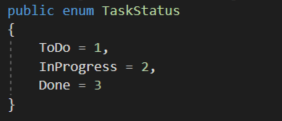 public enum TaskStatus
{
    ToDo = 1,
    InProgress = 2,
    Done = 3
}